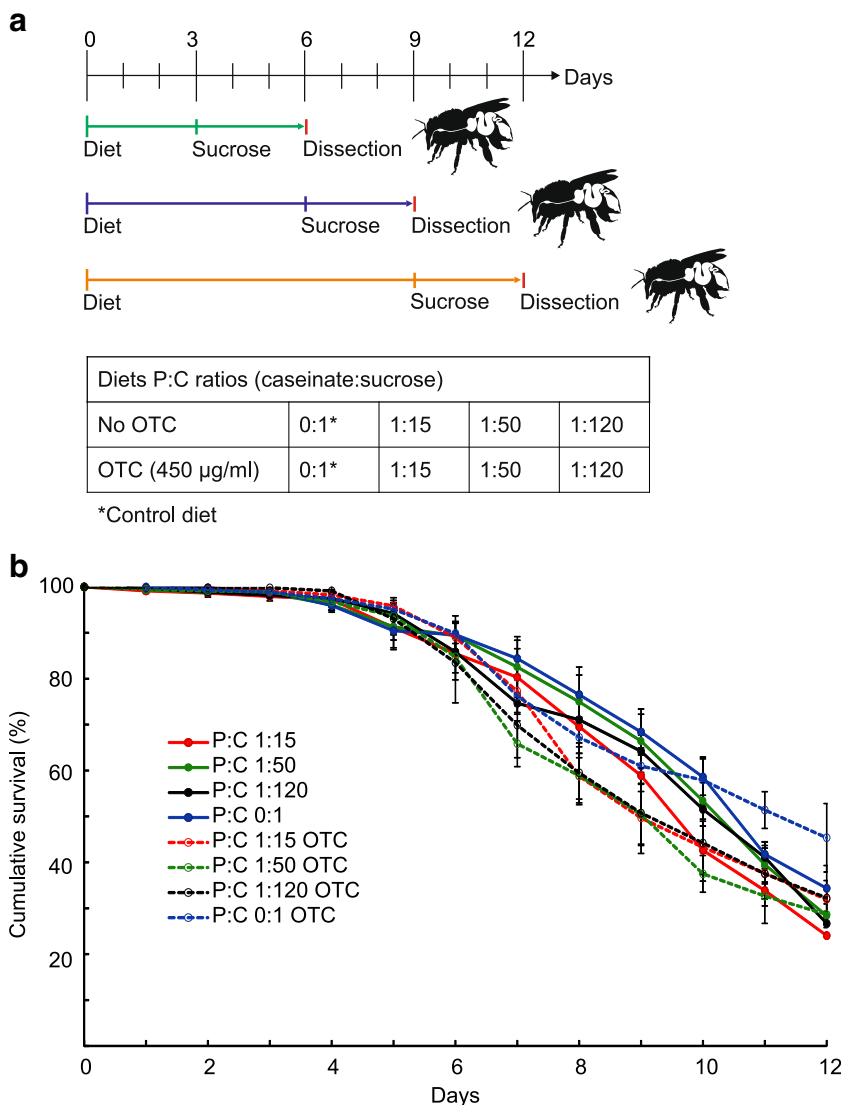 a
0 3 6 9 12
Days
Diet Sucrose Dissection
Diet Sucrose Dissection
Diet Sucrose Dissection
Diets P:C ratios (caseinate:sucrose)
No OTC 0:1* 1:15 1:50 1:120
OTC (450 µg/ml) 0:1* 1:15 1:50 1:120
*Control diet
b
Cumulative survival (%)
100
80
60
40
20
P:C 1:15
P:C 1:50
P:C 1:120
P:C 0:1
P:C 1:15 OTC
P:C 1:50 OTC
P:C 1:120 OTC
P:C 0:1 OTC
0 2 4 6 8 10 12
Days